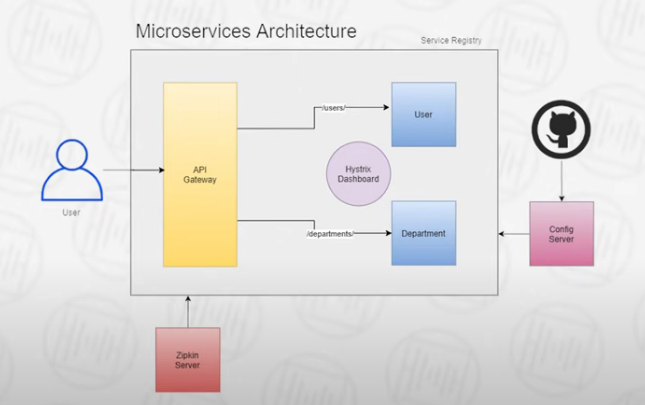 Microservices Architecture
Service Registry
/users/
User
API
Gateway
Hystrix
Dashboard
User
/departments/
Department
Config
Server
Zipkin
Server